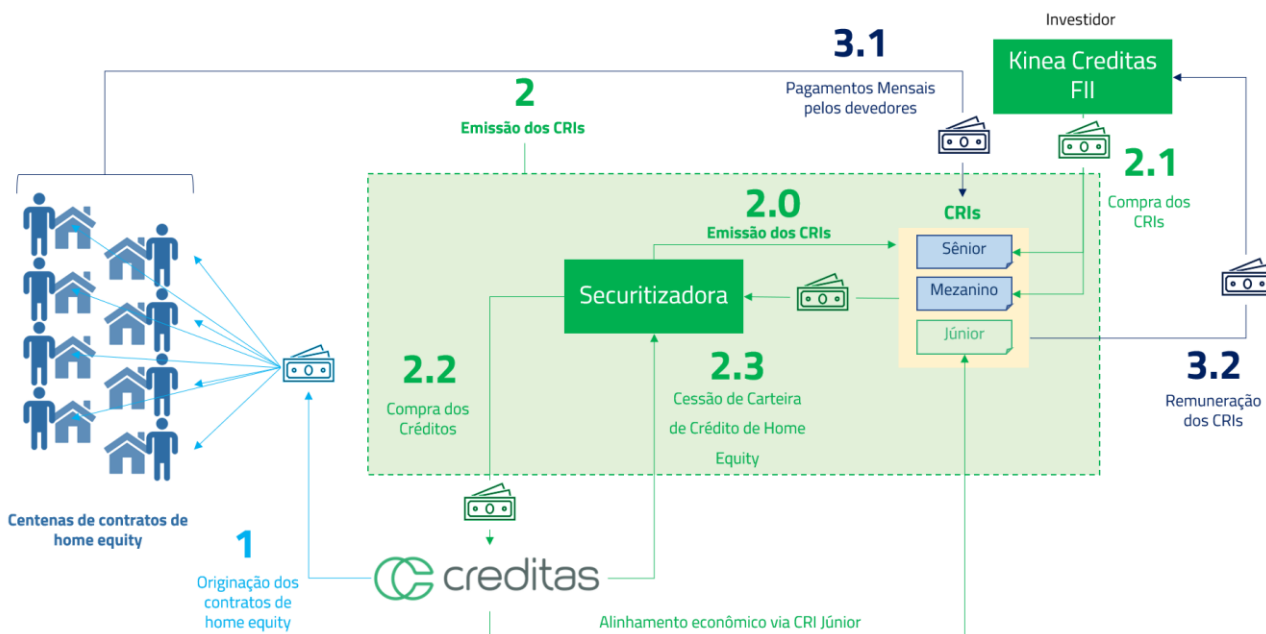 Investidor
Kinea Creditas
FII
3.1
Pagamentos Mensais
pelos devedores
2
Emissão dos CRIs
2.1
Compra dos
CRIs
2.0
Emissão dos CRIs
CRIs
Sênior
Mezanino
Júnior
Securitizadora
2.2
Compra dos
Créditos
2.3
Cessão de Carteira
de Crédito de Home
Equity
3.2
Remuneração
dos CRIs
Centenas de contratos de
home equity
1
Originação dos
contratos de
home equity
creditas
Alinhamento econômico via CRI Júnior